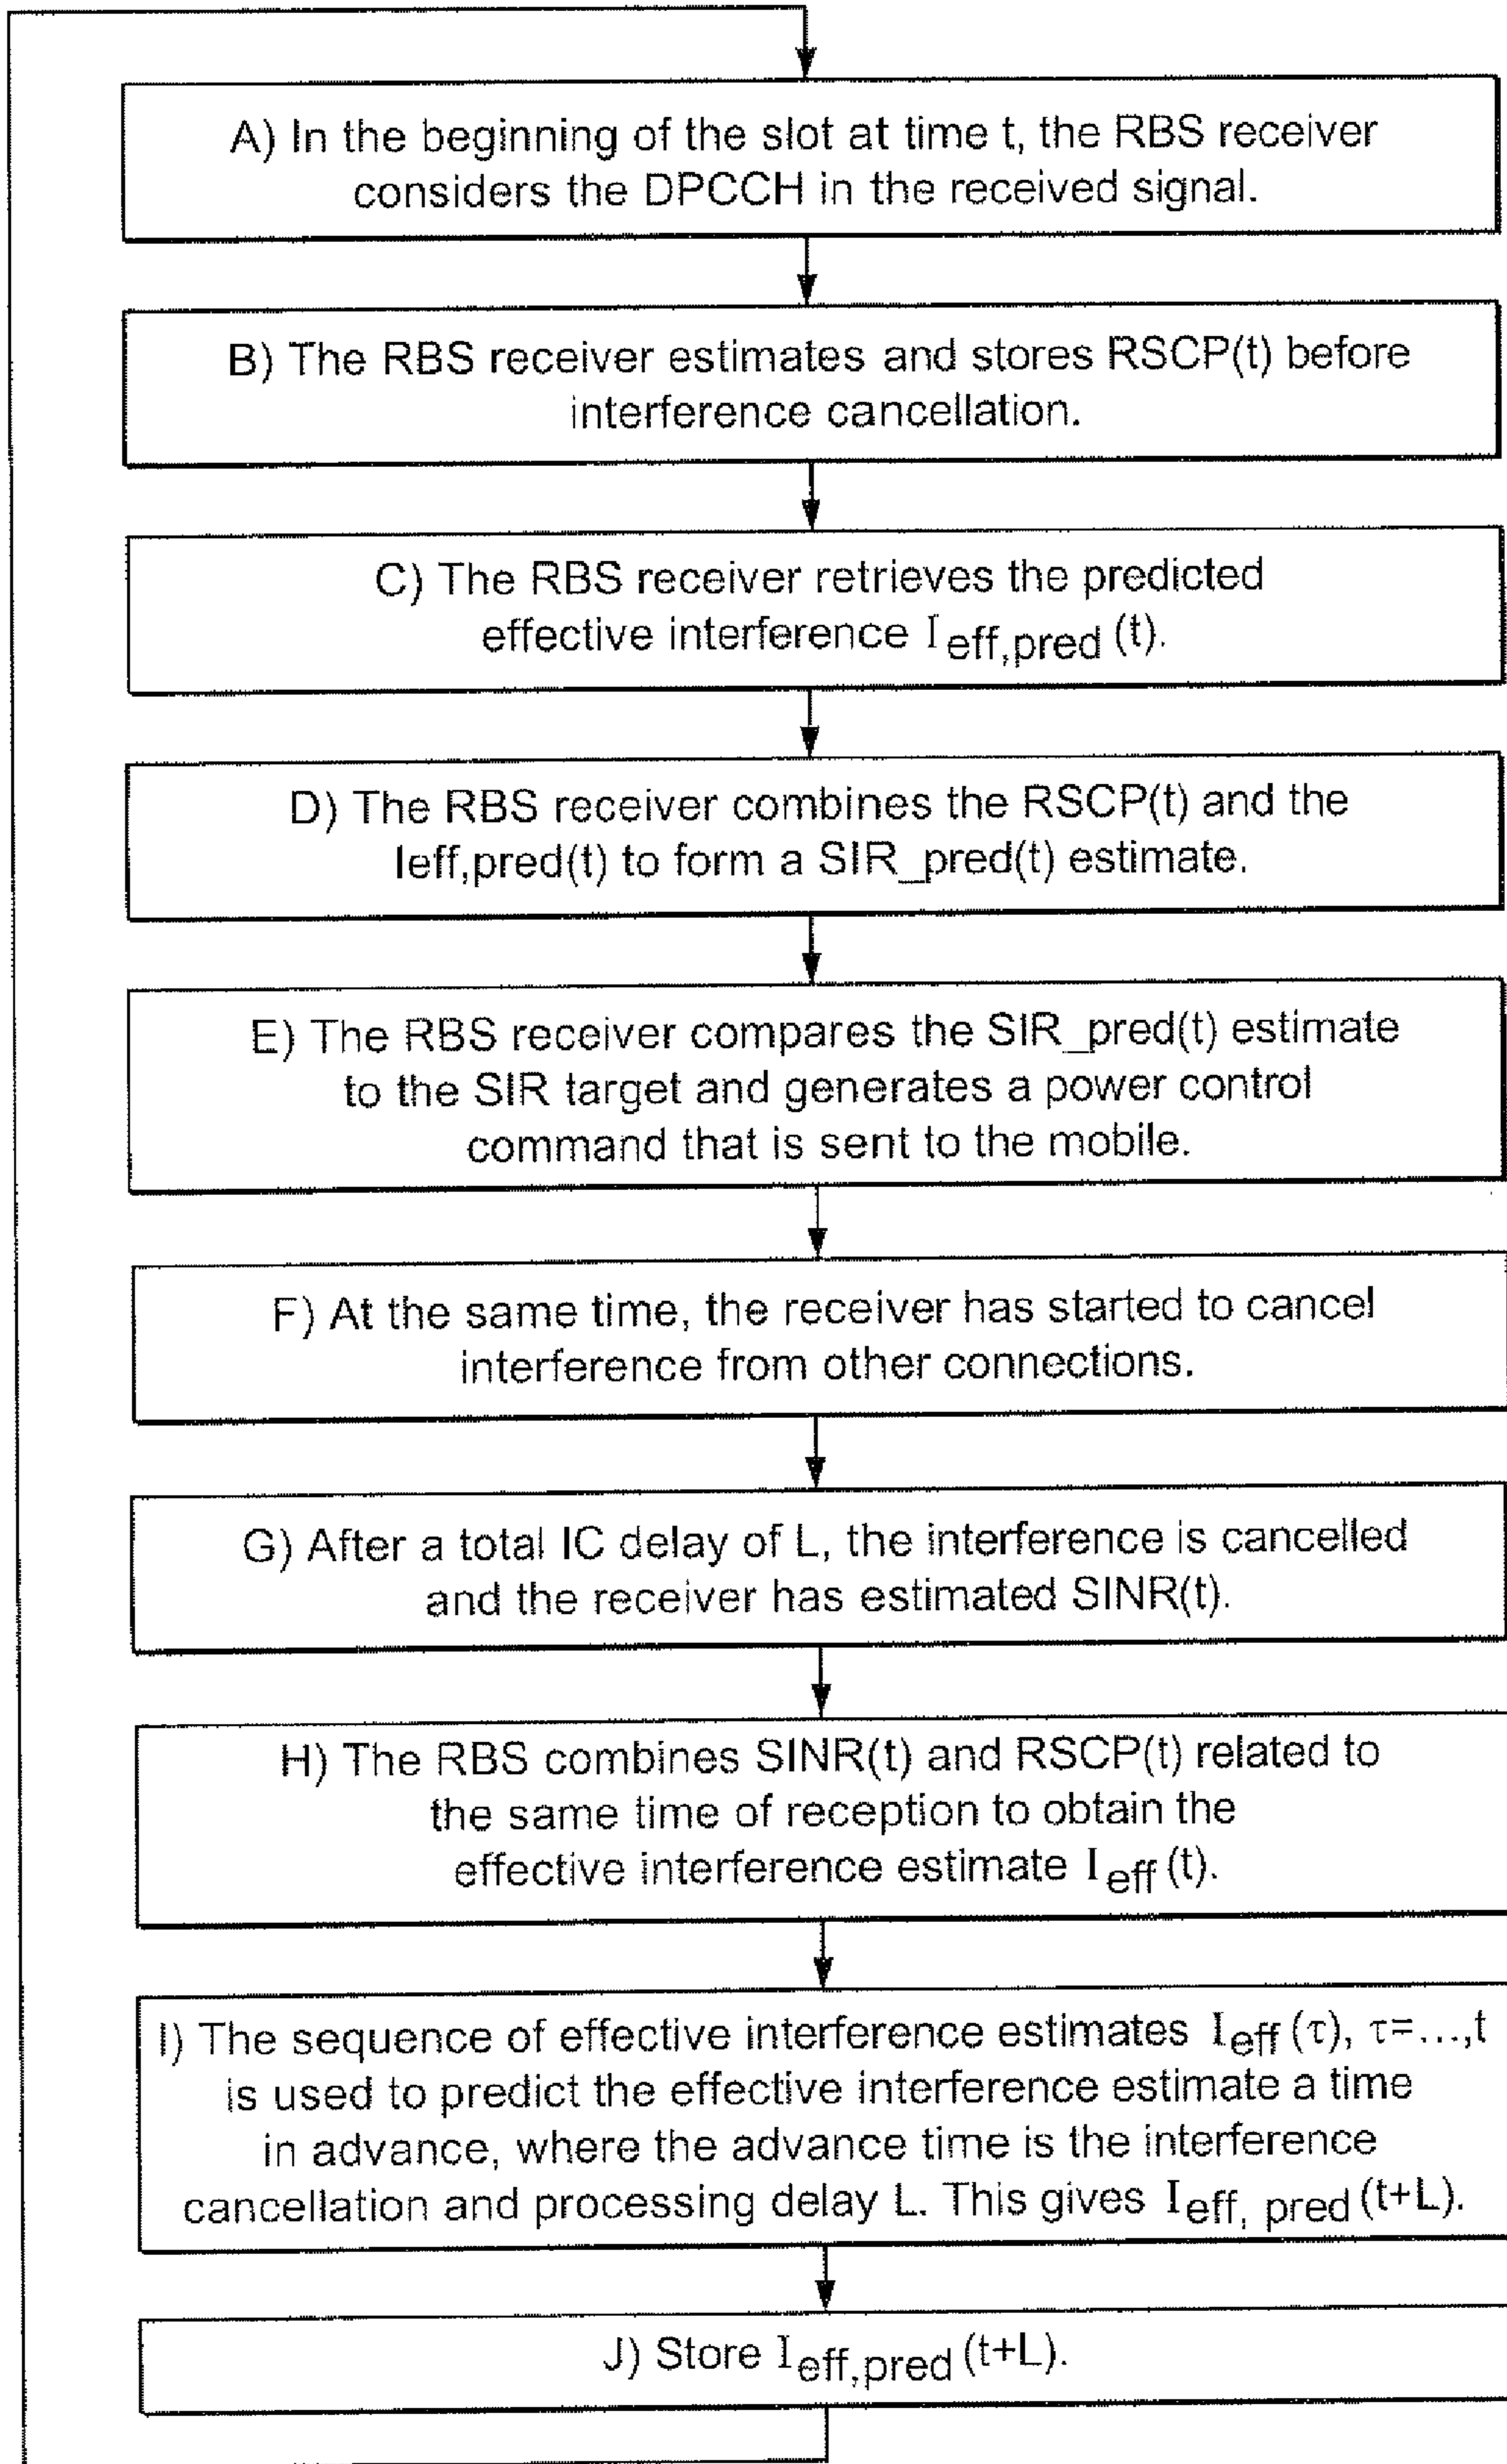 A) In the beginning of the slot at time t, the RBS receiver
considers the DPCCH in the received signal.
B) The RBS receiver estimates and stores RSCP(t) before
interference cancellation.
C) The RBS receiver retrieves the predicted
effective interference I eff,pred (t).
D) The RBS receiver combines the RSCP(t) and the
Ieff,pred(t) to form a SIR_pred(t) estimate.
E) The RBS receiver compares the SIR_pred(t) estimate
to the SIR target and generates a power control
command that is sent to the mobile.
F) At the same time, the receiver has started to cancel
interference from other connections.
G) After a total IC delay of L, the interference is cancelled
and the receiver has estimated SINR(t).
H) The RBS combines SINR(t) and RSCP(t) related to
the same time of reception to obtain the
effective interference estimate I eff (t).
I) The sequence of effective interference estimates I eff (τ), τ=...,t
is used to predict the effective interference estimate a time
in advance, where the advance time is the interference
cancellation and processing delay L. This gives I eff, pred (t+L).
J) Store I eff,pred (t+L).